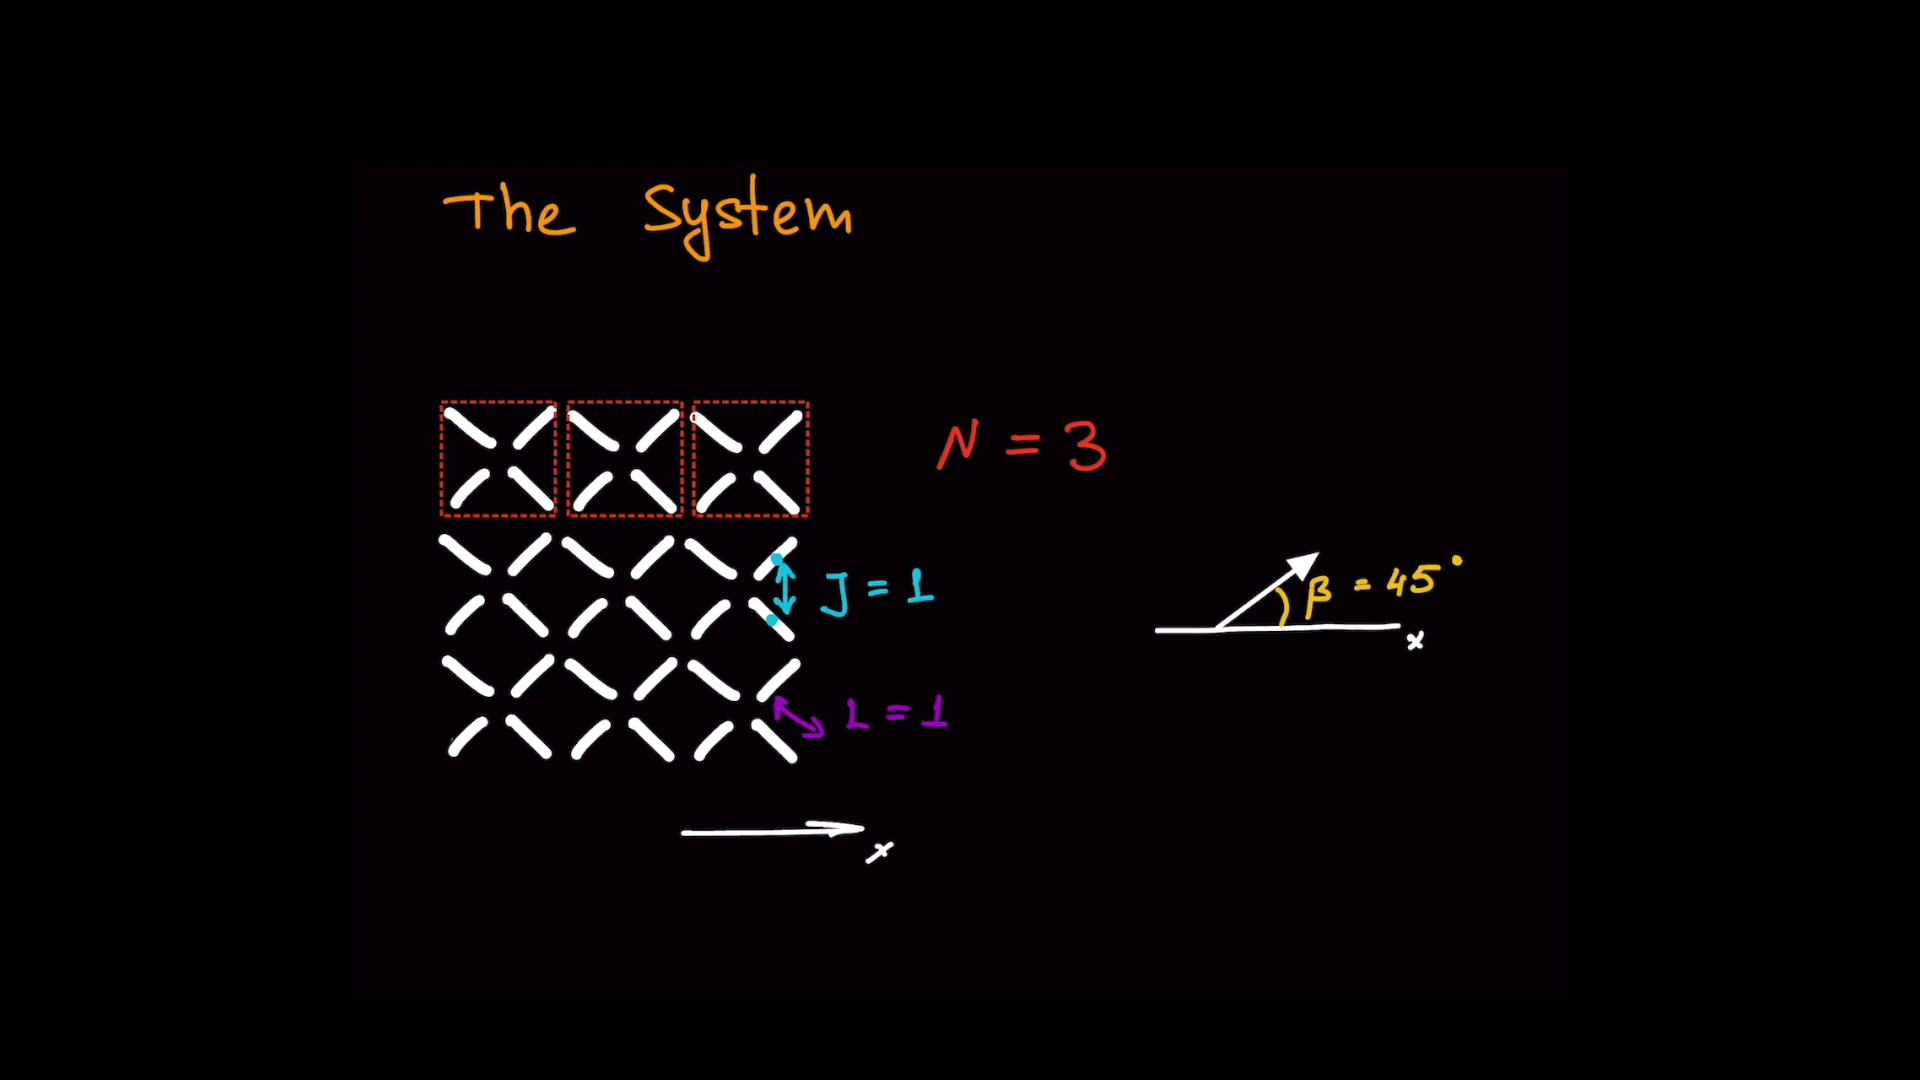 The System
N = 3
J = 1
β = 45°
x
L = 1
x